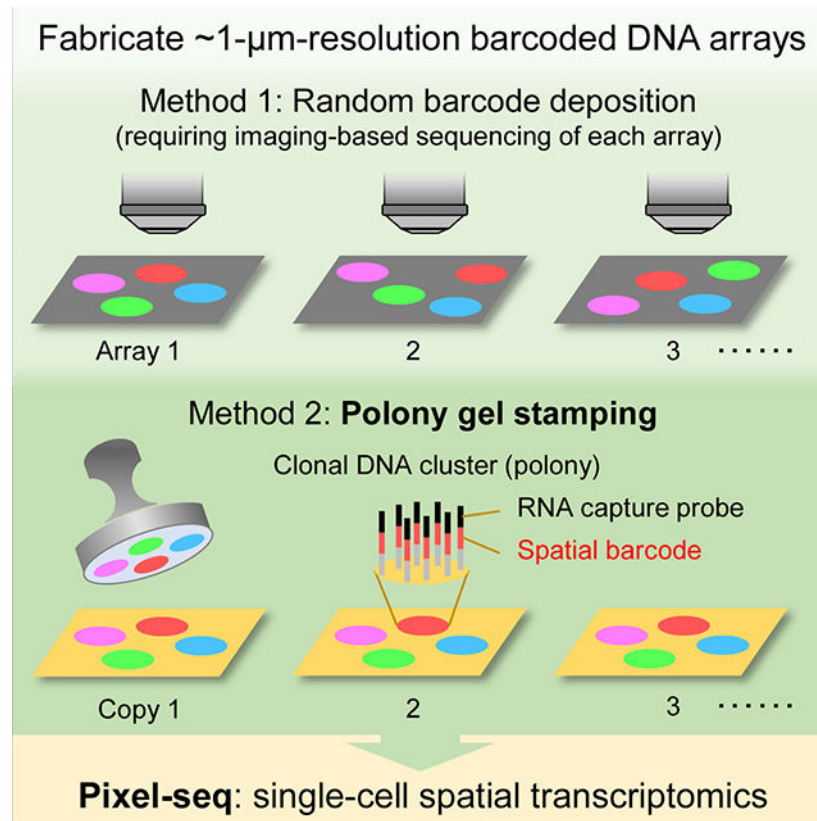 Fabricate ~1-μm-resolution barcoded DNA arrays
Method 1: Random barcode deposition
(requiring imaging-based sequencing of each array)
Array 1
2
3 ······
Method 2: Polony gel stamping
Clonal DNA cluster (polony)
RNA capture probe
Spatial barcode
Copy 1
2
3 ······
Pixel-seq: single-cell spatial transcriptomics